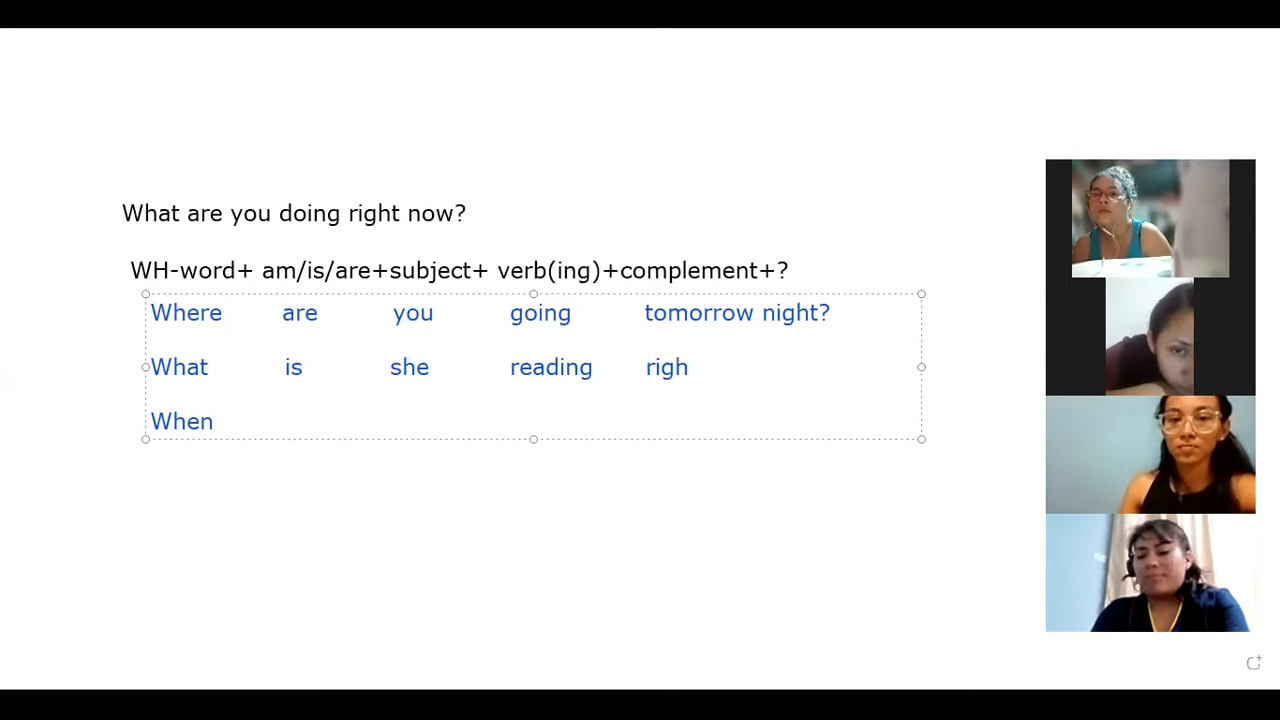 What are you doing right now?
WH-word+ am/is/are+subject+ verb(ing)+complement+?
Where are you going tomorrow night?
What is she reading righ
When